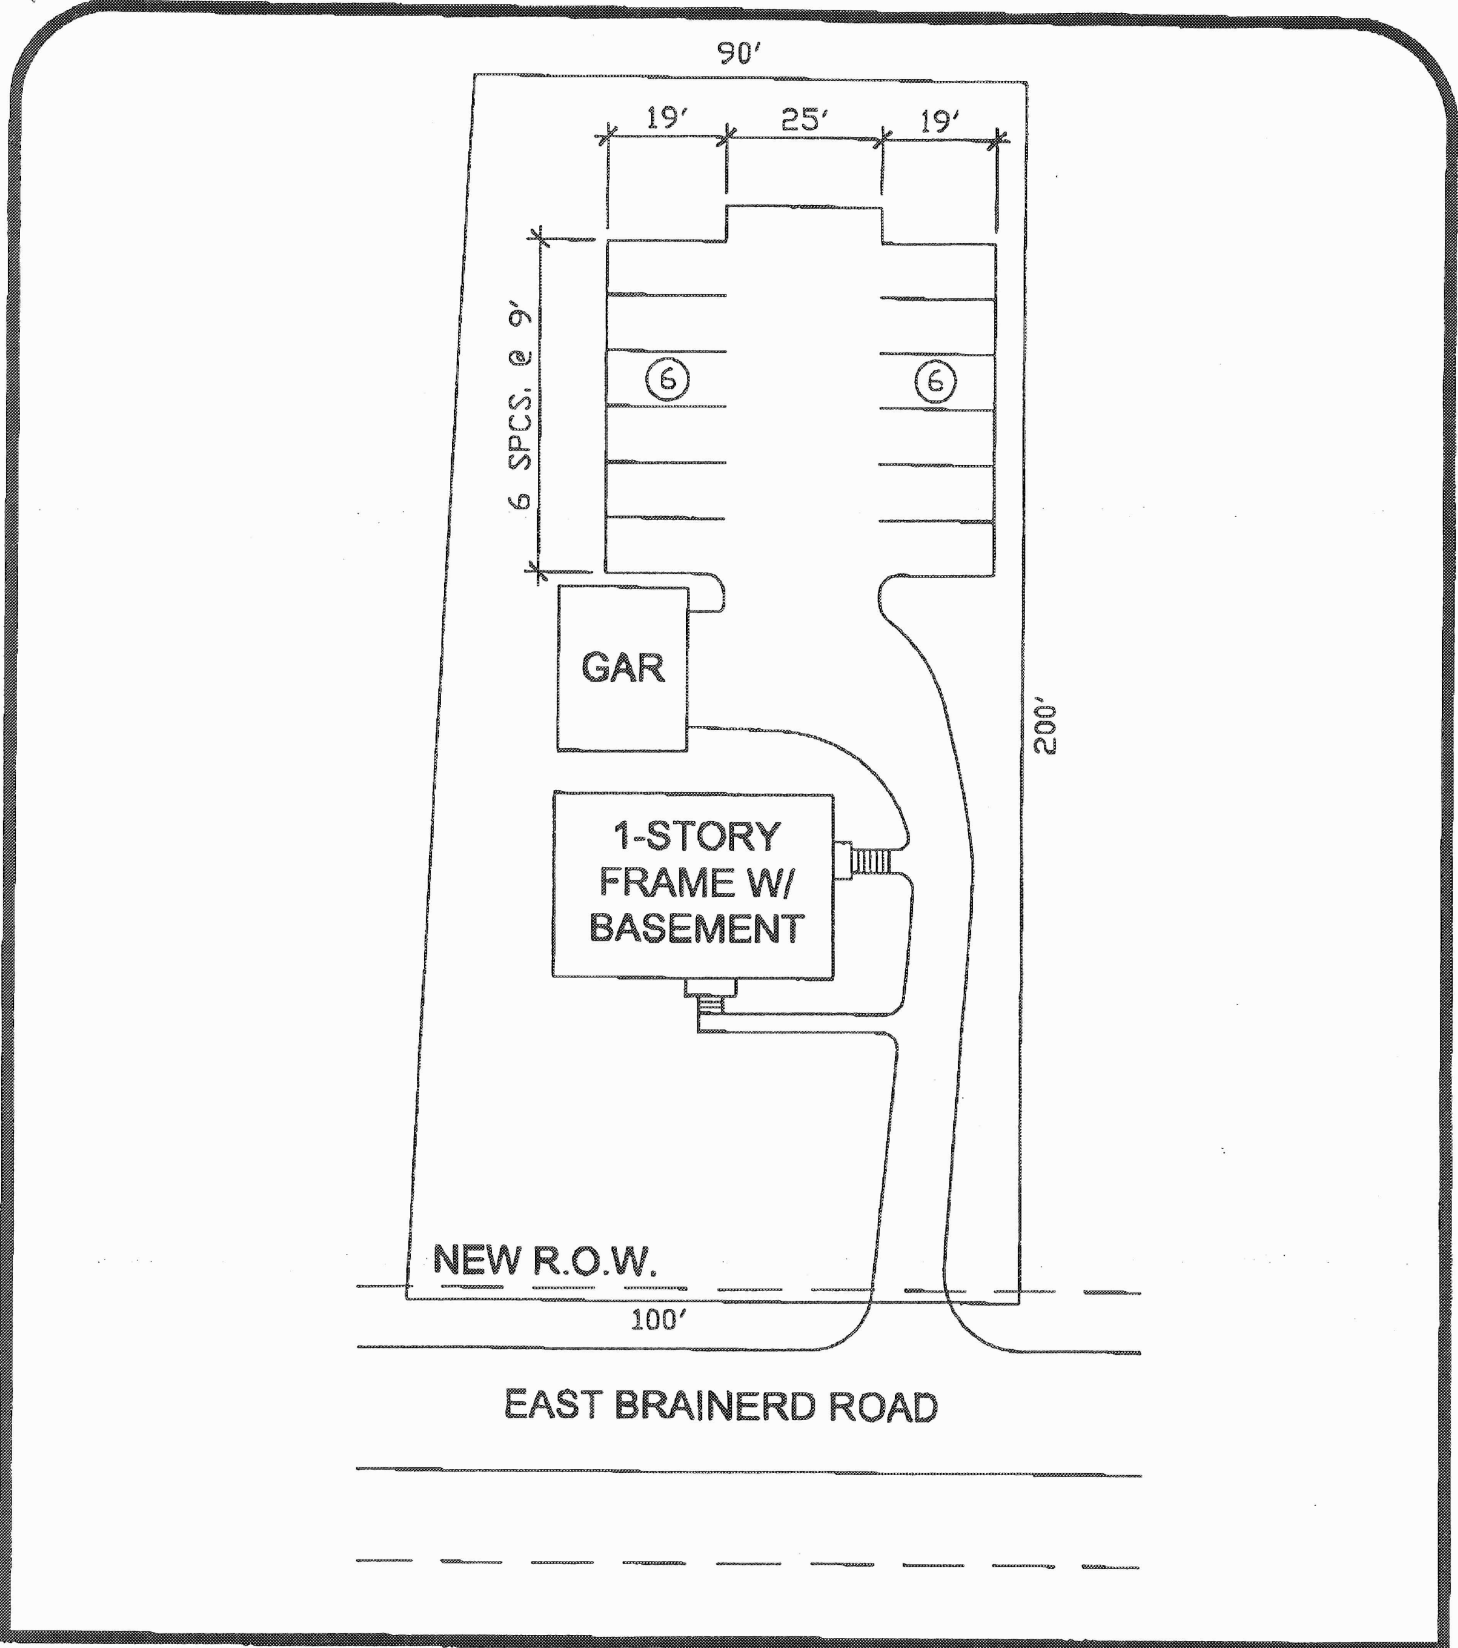 90'
19'
25'
19'
6 SPCS. @ 9'
6
6
GAR
200'
1-STORY
FRAME W/
BASEMENT
NEW R.O.W.
100'
EAST BRAINERD ROAD